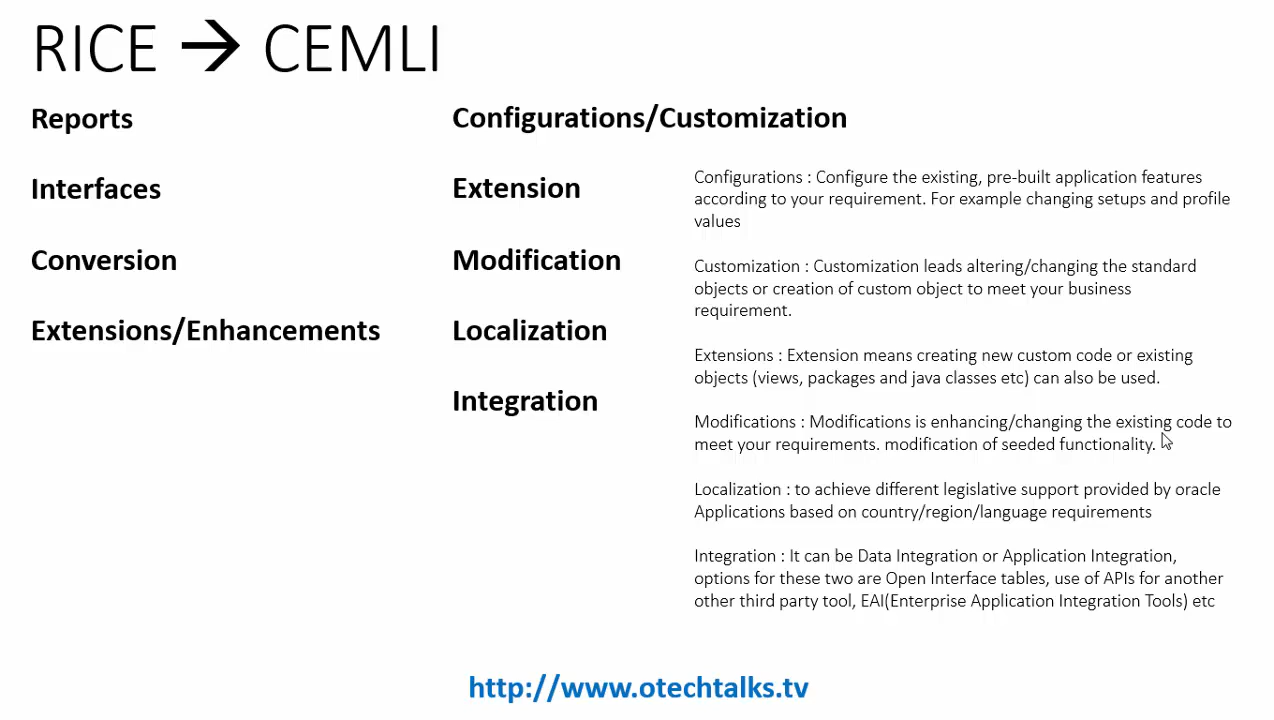 RICE → CEMLI
Reports
Interfaces
Conversion
Extensions/Enhancements
Configurations/Customization
Extension
Modification
Localization
Integration
Configurations : Configure the existing, pre-built application features
according to your requirement. For example changing setups and profile
values
Customization : Customization leads altering/changing the standard
objects or creation of custom object to meet your business
requirement.
Extensions : Extension means creating new custom code or existing
objects (views, packages and java classes etc) can also be used.
Modifications : Modifications is enhancing/changing the existing code to
meet your requirements. modification of seeded functionality.
Localization : to achieve different legislative support provided by oracle
Applications based on country/region/language requirements
Integration : It can be Data Integration or Application Integration,
options for these two are Open Interface tables, use of APIs for another
other third party tool, EAI(Enterprise Application Integration Tools) etc
http://www.otechtalks.tv